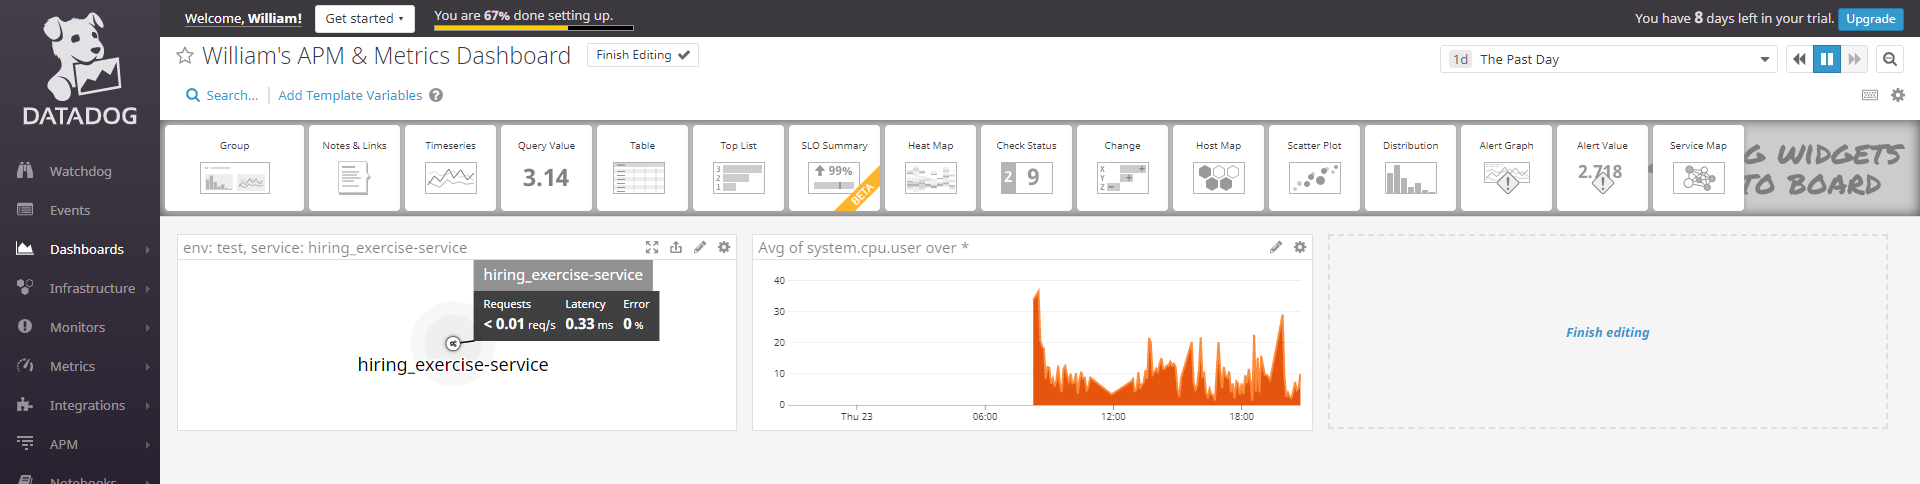 Welcome, William!
Get started
You are 67% done setting up.
You have 8 days left in your trial.
Upgrade
DATADOG
William's APM & Metrics Dashboard
Finish Editing
1d The Past Day
Search...
Add Template Variables
Group
Notes & Links
Timeseries
Query Value
3.14
Table
Top List
1
2
3
SLO Summary
99%
BETA
Heat Map
Check Status
2 9
Change
X
Y
Z
Host Map
Scatter Plot
Distribution
Alert Graph
Alert Value
2.718
Service Map
G WIDGETS
TO BOARD
Watchdog
Events
Dashboards
Infrastructure
Monitors
Metrics
Integrations
APM
Notebooks
env: test, service: hiring_exercise-service
hiring_exercise-service
Requests Latency Error
< 0.01 req/s 0.33 ms 0 %
hiring_exercise-service
Avg of system.cpu.user over *
40
30
20
10
0
Thu 23 06:00 12:00 18:00
Finish editing